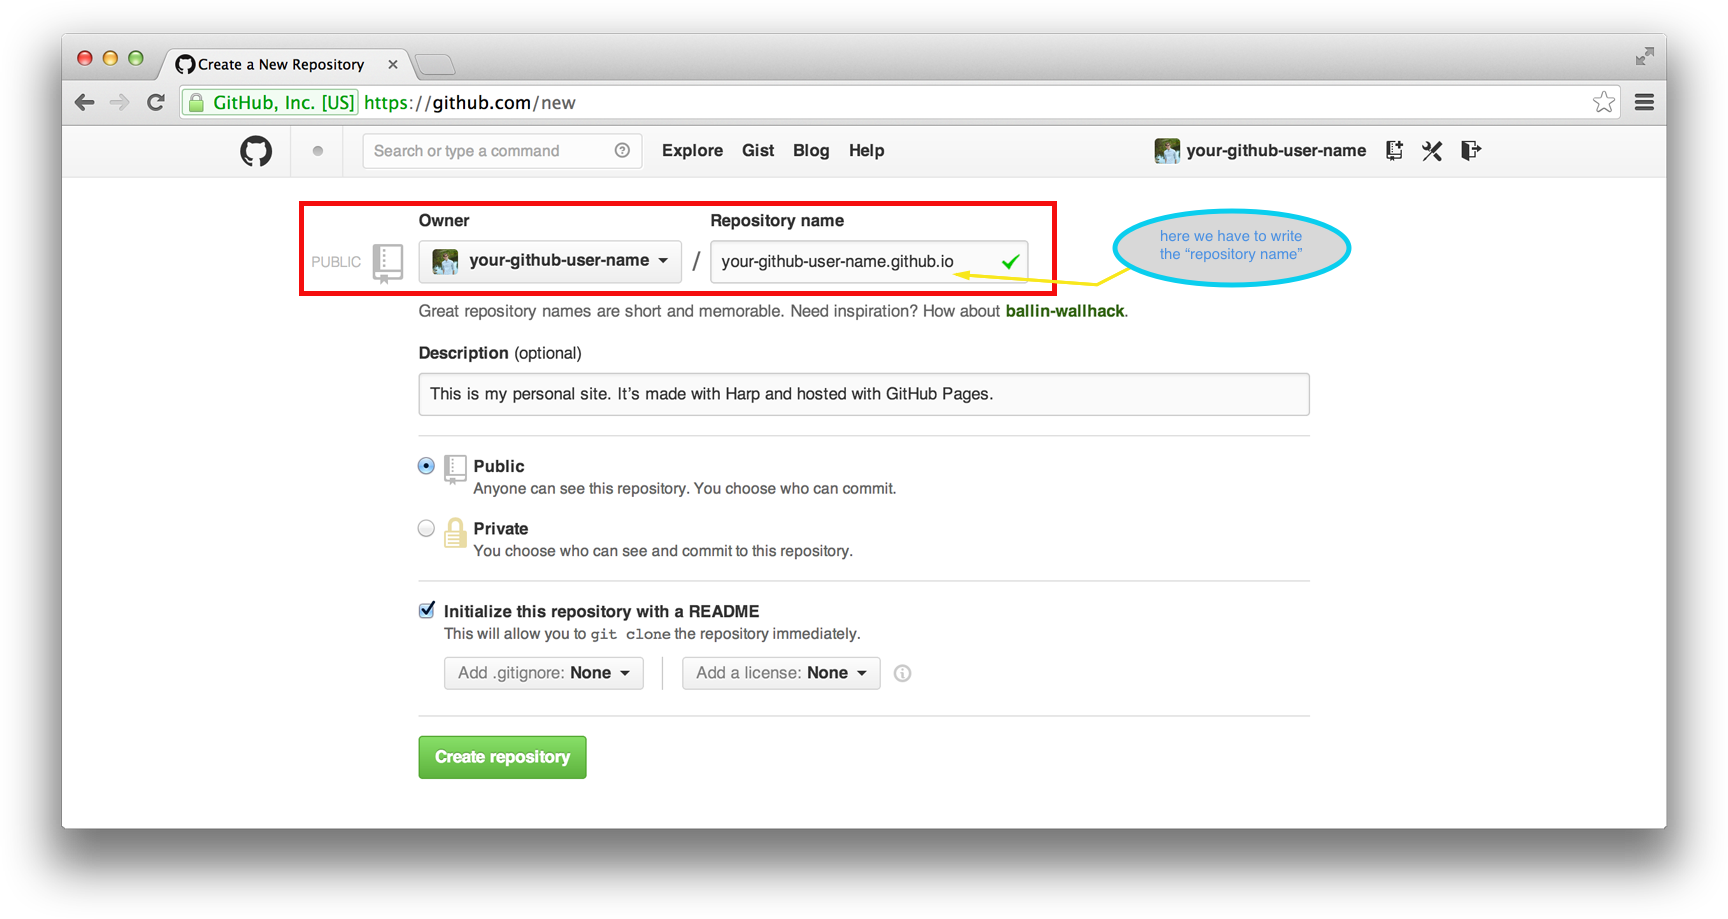 Create a New Repository
GitHub, Inc. [US] https://github.com/new
Search or type a command
Explore Gist Blog Help
your-github-user-name
Owner Repository name
PUBLIC your-github-user-name / your-github-user-name.github.io
here we have to write
the “repository name”
Great repository names are short and memorable. Need inspiration? How about ballin-wallhack.
Description (optional)
This is my personal site. It’s made with Harp and hosted with GitHub Pages.
Public
Anyone can see this repository. You choose who can commit.
Private
You choose who can see and commit to this repository.
Initialize this repository with a README
This will allow you to git clone the repository immediately.
Add .gitignore: None Add a license: None
Create repository